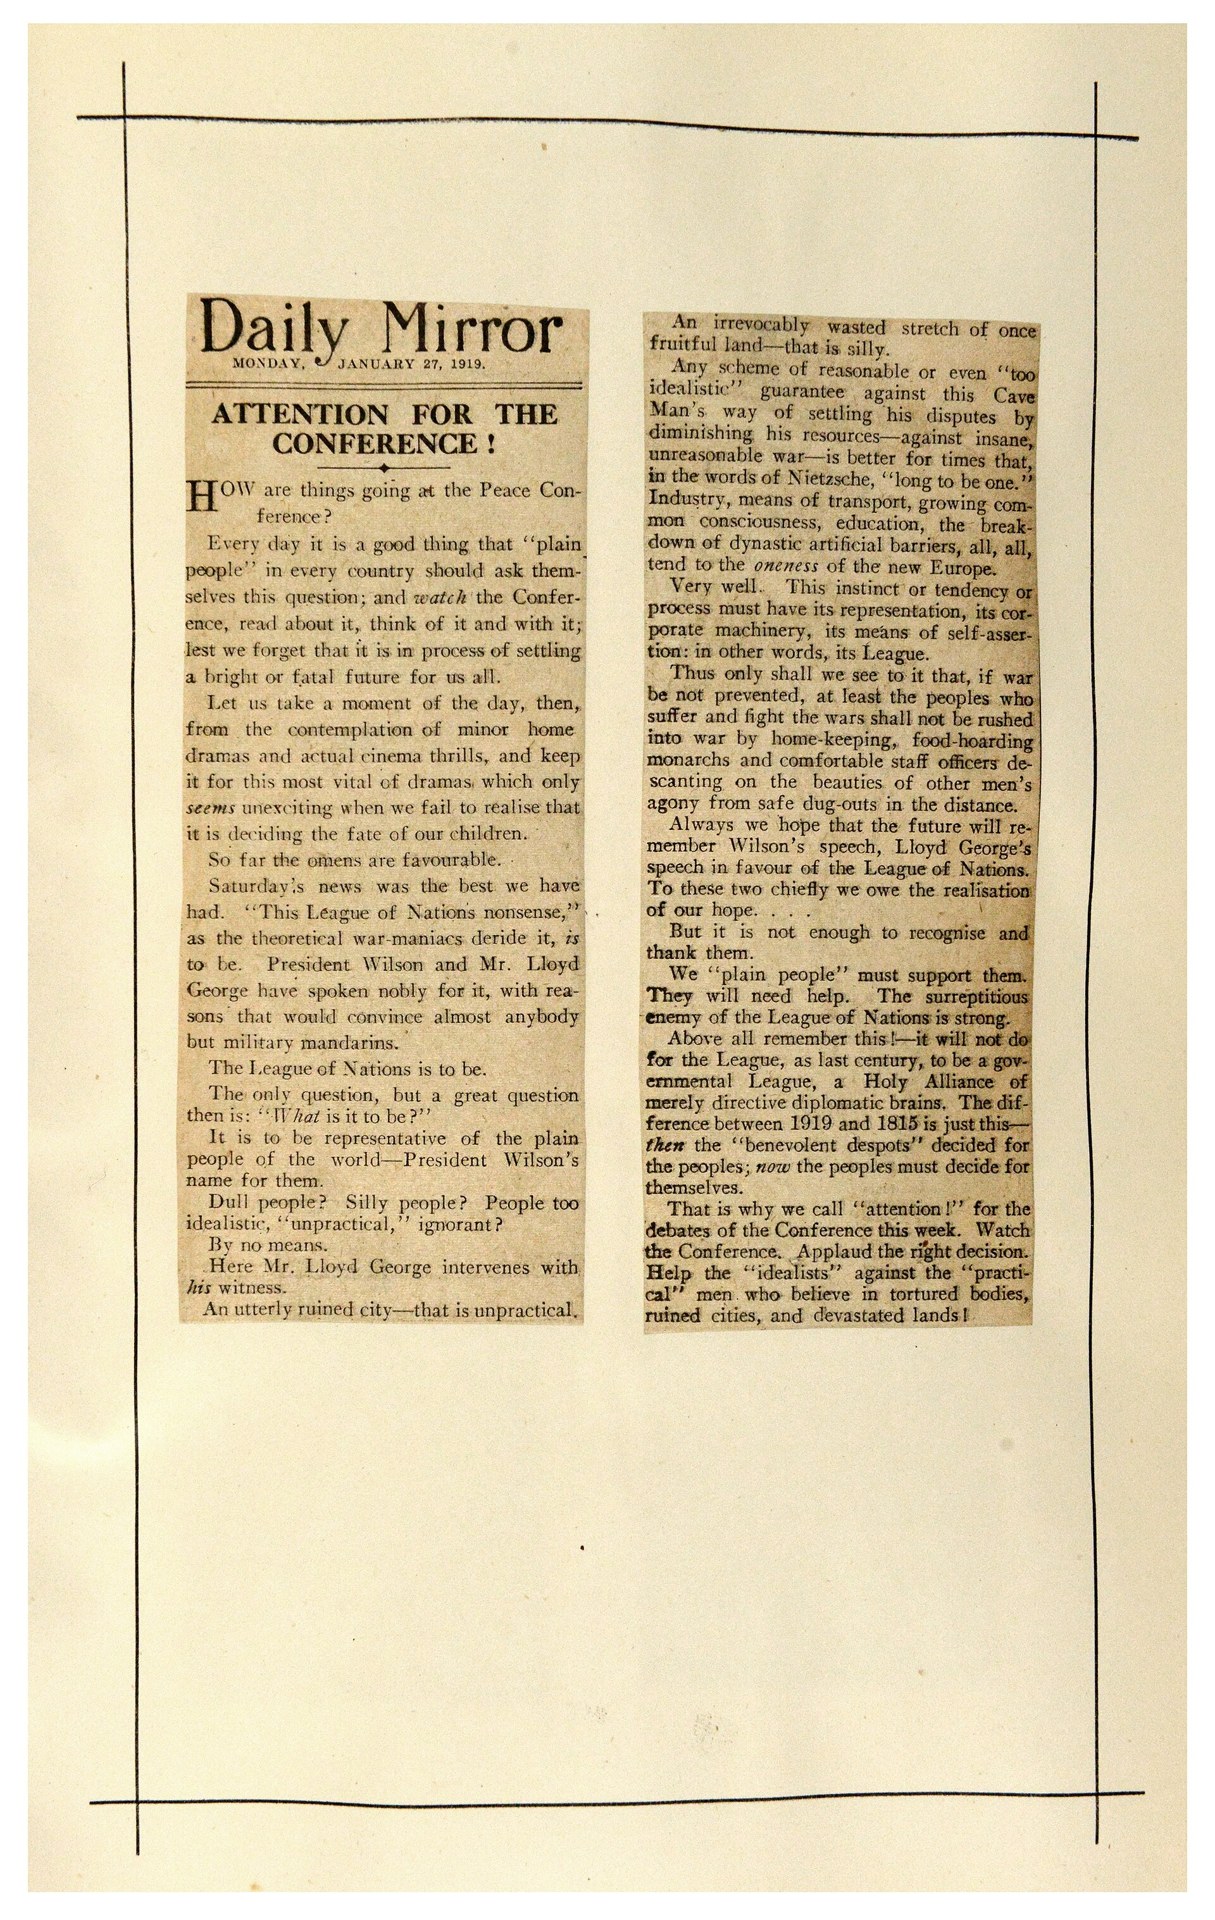 Daily Mirror
MONDAY, JANUARY 27, 1919.
ATTENTION FOR THE
CONFERENCE!
HOW are things going at the Peace Con-
ference?
Every day it is a good thing that "plain
people" in every country should ask them-
selves this question; and watch the Confer-
ence, read about it, think of it and with it;
lest we forget that it is in process of settling
a bright or fatal future for us all.
Let us take a moment of the day, then,
from the contemplation of minor home
dramas and actual cinema thrills, and keep
it for this most vital of dramas, which only
seems unexciting when we fail to realise that
it is deciding the fate of our children.
So far the omens are favourable.
Saturday's news was the best we have
had. "This League of Nations nonsense,"
as the theoretical war-maniacs deride it, is
to be. President Wilson and Mr. Lloyd
George have spoken nobly for it, with rea-
sons that would convince almost anybody
but military mandarins.
The League of Nations is to be.
The only question, but a great question
then is: "What is it to be?"
It is to be representative of the plain
people of the world—President Wilson's
name for them.
Dull people? Silly people? People too
idealistic, "unpractical," ignorant?
By no means.
Here Mr. Lloyd George intervenes with
his witness.
An utterly ruined city—that is unpractical.
An irrevocably wasted stretch of once
fruitful land—that is silly.
Any scheme of reasonable or even "too
idealistic" guarantee against this Cave
Man's way of settling his disputes by
diminishing his resources—against insane,
unreasonable war—is better for times that,
in the words of Nietzsche, "long to be one."
Industry, means of transport, growing com-
mon consciousness, education, the break-
down of dynastic artificial barriers, all, all,
tend to the oneness of the new Europe.
Very well. This instinct or tendency or
process must have its representation, its cor-
porate machinery, its means of self-asser-
tion: in other words, its League.
Thus only shall we see to it that, if war
be not prevented, at least the peoples who
suffer and fight the wars shall not be rushed
into war by home-keeping, food-hoarding
monarchs and comfortable staff officers de-
scanting on the beauties of other men's
agony from safe dug-outs in the distance.
Always we hope that the future will re-
member Wilson's speech, Lloyd George's
speech in favour of the League of Nations.
To these two chiefly we owe the realisation
of our hope. . . .
But it is not enough to recognise and
thank them.
We "plain people" must support them.
They will need help. The surreptitious
enemy of the League of Nations is strong.
Above all remember this!—it will not do
for the League, as last century, to be a gov-
ernmental League, a Holy Alliance of
merely directive diplomatic brains. The dif-
ference between 1919 and 1815 is just this—
then the "benevolent despots" decided for
the peoples; now the peoples must decide for
themselves.
That is why we call "attention!" for the
debates of the Conference this week. Watch
the Conference. Applaud the right decision.
Help the "idealists" against the "practi-
cal" men who believe in tortured bodies,
ruined cities, and devastated lands!